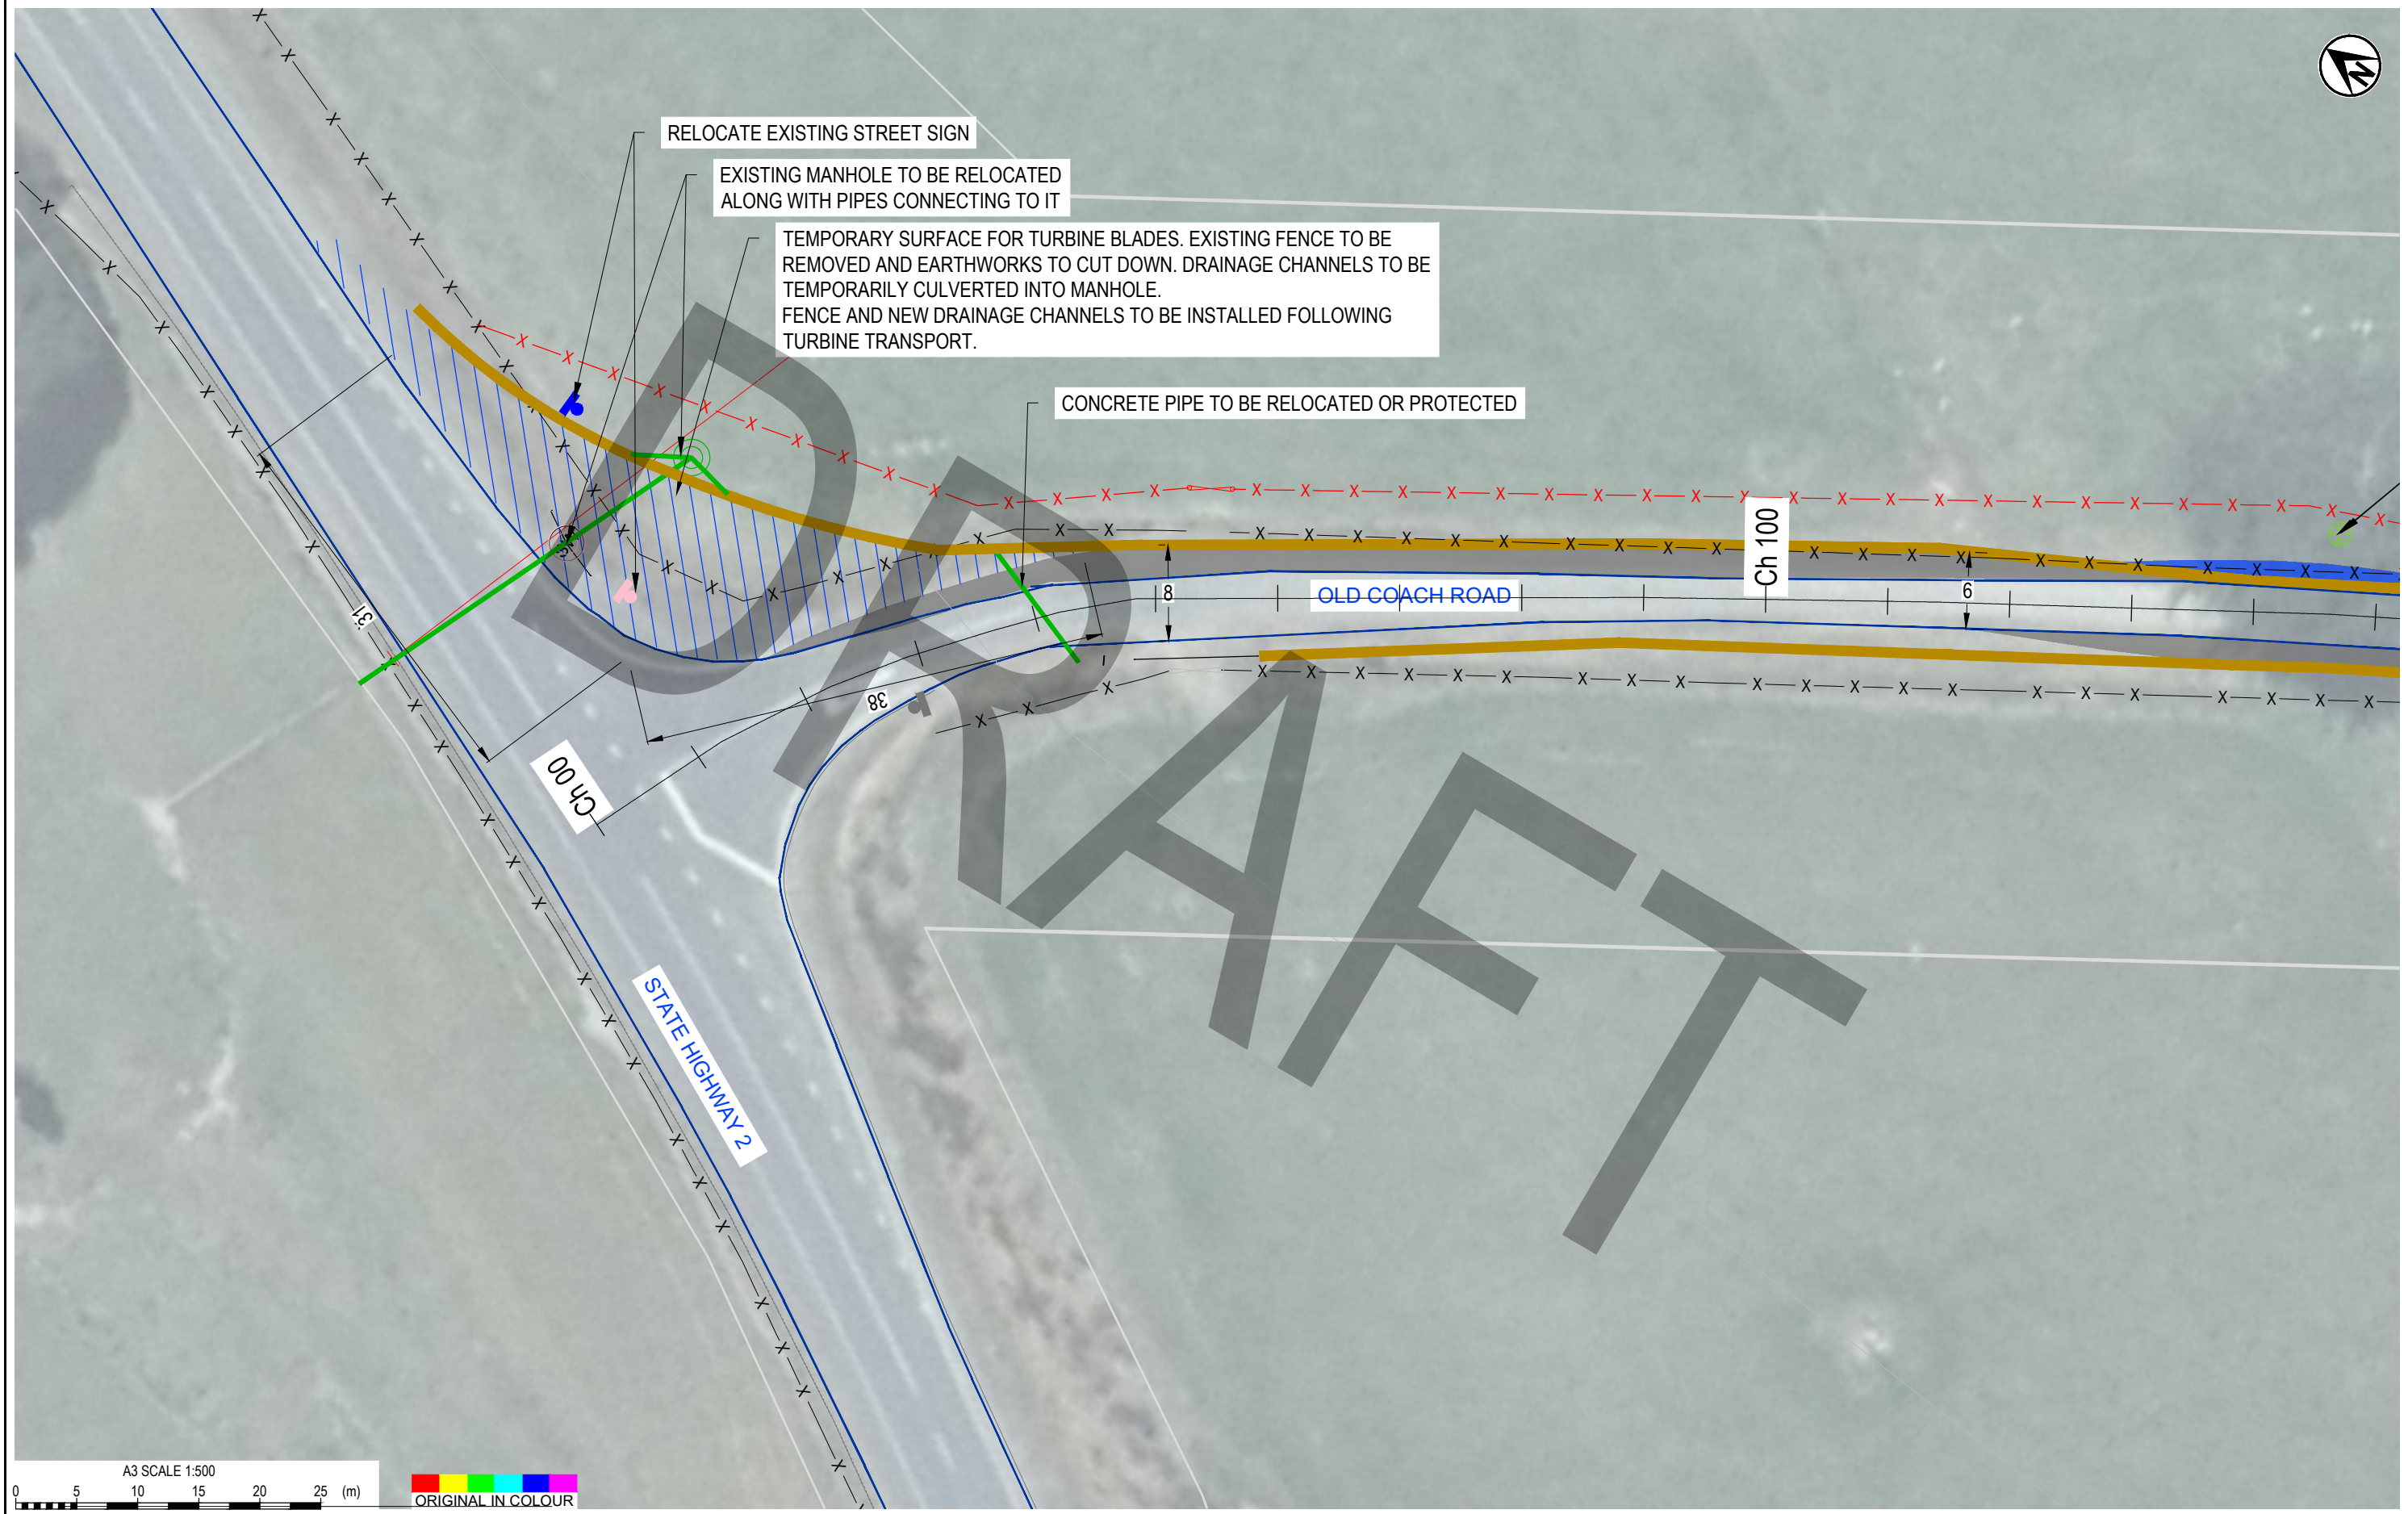 N
RELOCATE EXISTING STREET SIGN
EXISTING MANHOLE TO BE RELOCATED
ALONG WITH PIPES CONNECTING TO IT
TEMPORARY SURFACE FOR TURBINE BLADES. EXISTING FENCE TO BE
REMOVED AND EARTHWORKS TO CUT DOWN. DRAINAGE CHANNELS TO BE
TEMPORARILY CULVERTED INTO MANHOLE.
FENCE AND NEW DRAINAGE CHANNELS TO BE INSTALLED FOLLOWING
TURBINE TRANSPORT.
CONCRETE PIPE TO BE RELOCATED OR PROTECTED
Ch 100
OLD COACH ROAD
8
6
31
38
Ch 00
DRAFT
STATE HIGHWAY 2
A3 SCALE 1:500
0 5 10 15 20 25 (m)
ORIGINAL IN COLOUR